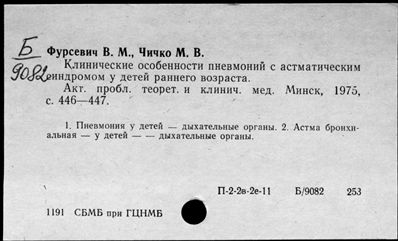 Б
9082
Фурсевич В. М., Чичко М. В.
Клинические особенности пневмоний с астматическим
синдромом у детей раннего возраста.
Акт. пробл. теорет. и клинич. мед. Минск, 1975,
с. 446—447.
1. Пневмония у детей — дыхательные органы. 2. Астма бронхи-
альная — у детей — — дыхательные органы.
П-2-2в-2е-11 Б/9082 253
1191 СБМБ при ГЦНМБ